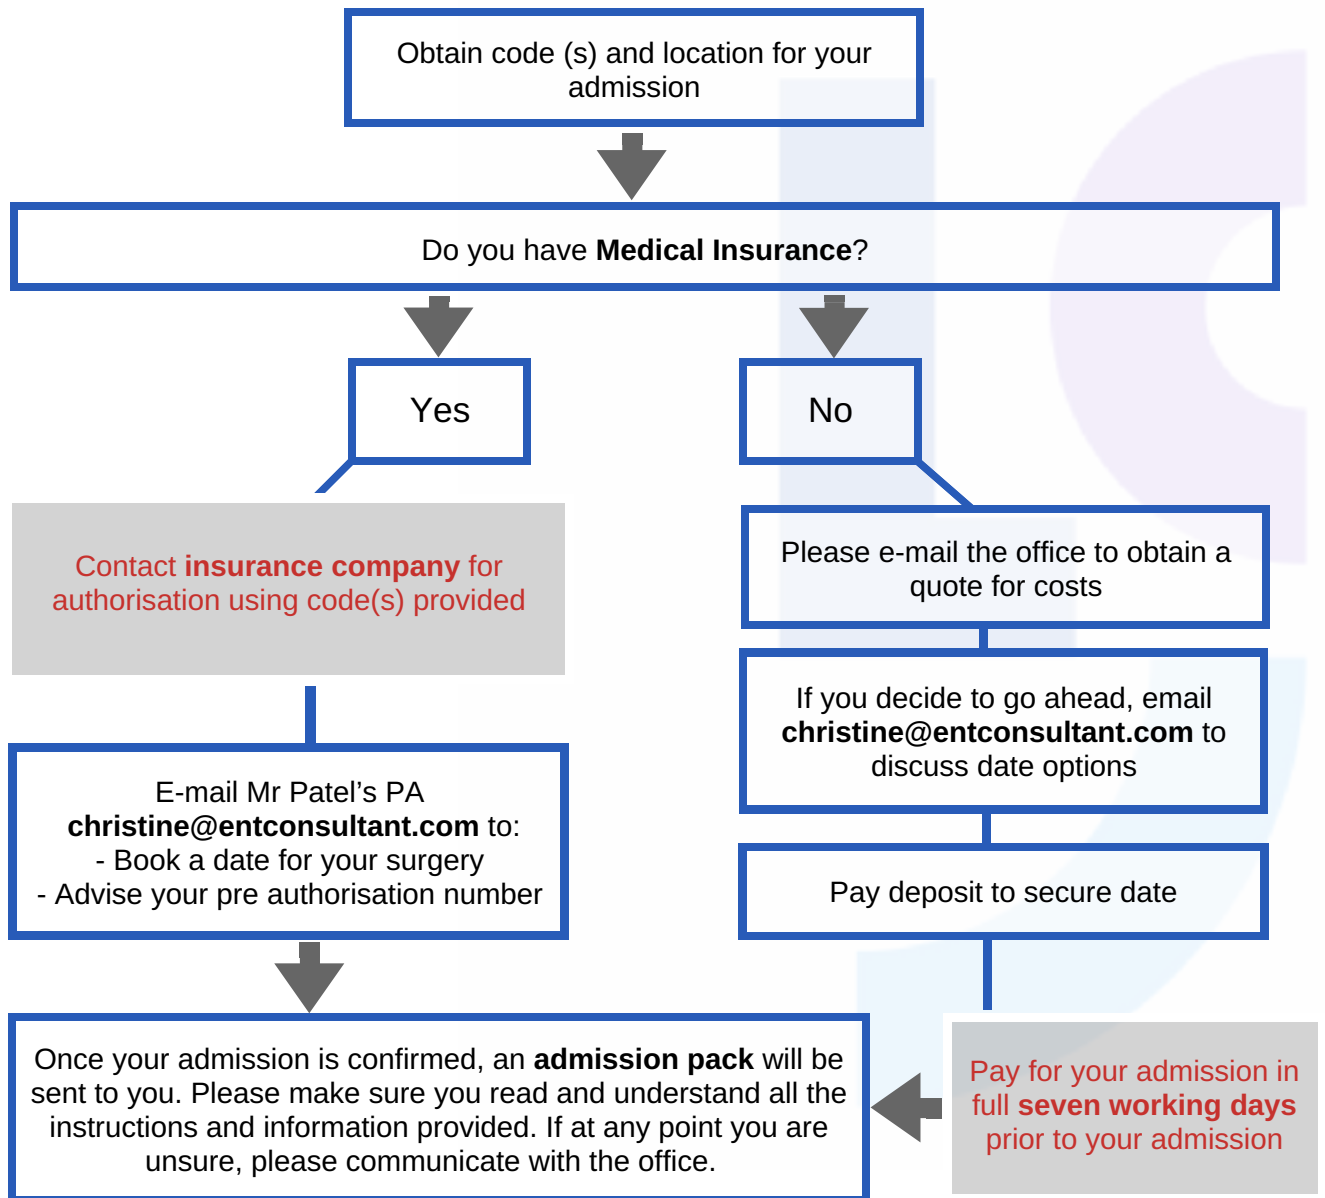 Obtain code (s) and location for your
admission
Do you have Medical Insurance?
Yes
No
Contact insurance company for
authorisation using code(s) provided
Please e-mail the office to obtain a
quote for costs
If you decide to go ahead, email
christine@entconsultant.com to
discuss date options
E-mail Mr Patel’s PA
christine@entconsultant.com to:
- Book a date for your surgery
- Advise your pre authorisation number
Pay deposit to secure date
Once your admission is confirmed, an admission pack will be
sent to you. Please make sure you read and understand all the
instructions and information provided. If at any point you are
unsure, please communicate with the office.
Pay for your admission in
full seven working days
prior to your admission